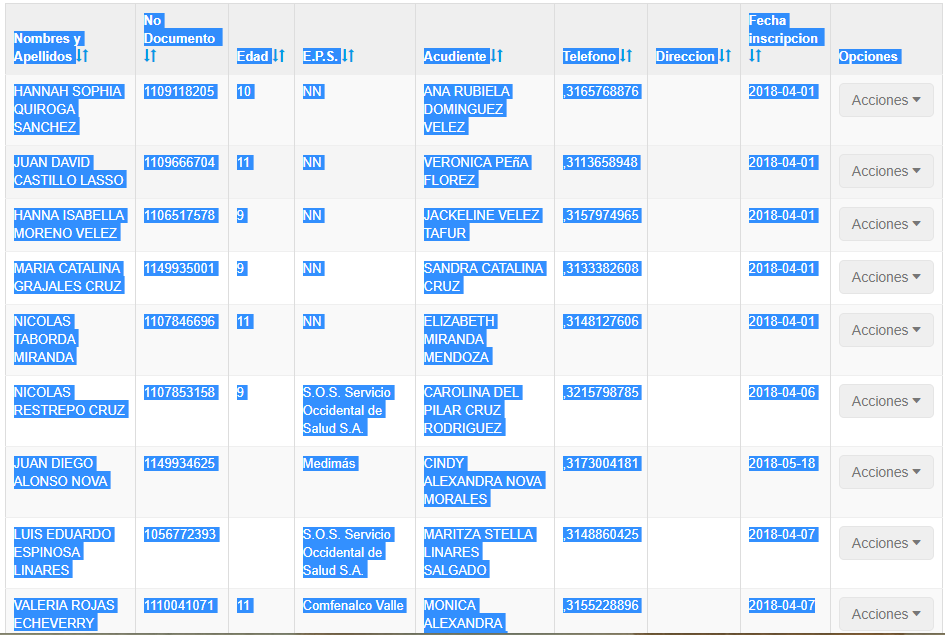 Nombres y Apellidos No Documento Edad E.P.S. Acudiente Telefono Direccion Fecha inscripcion Opciones
HANNAH SOPHIA QUIROGA SANCHEZ 1109118205 10 NN ANA RUBIELA DOMINGUEZ VELEZ ,3165768876 2018-04-01 Acciones
JUAN DAVID CASTILLO LASSO 1109666704 11 NN VERONICA PEñA FLOREZ ,3113658948 2018-04-01 Acciones
HANNA ISABELLA MORENO VELEZ 1106517578 9 NN JACKELINE VELEZ TAFUR ,3157974965 2018-04-01 Acciones
MARIA CATALINA GRAJALES CRUZ 1149935001 9 NN SANDRA CATALINA CRUZ ,3133382608 2018-04-01 Acciones
NICOLAS TABORDA MIRANDA 1107846696 11 NN ELIZABETH MIRANDA MENDOZA ,3148127606 2018-04-01 Acciones
NICOLAS RESTREPO CRUZ 1107853158 9 S.O.S. Servicio Occidental de Salud S.A. CAROLINA DEL PILAR CRUZ RODRIGUEZ ,3215798785 2018-04-06 Acciones
JUAN DIEGO ALONSO NOVA 1149934625 Medimás CINDY ALEXANDRA NOVA MORALES ,3173004181 2018-05-18 Acciones
LUIS EDUARDO ESPINOSA LINARES 1056772393 S.O.S. Servicio Occidental de Salud S.A. MARITZA STELLA LINARES SALGADO ,3148860425 2018-04-07 Acciones
VALERIA ROJAS ECHEVERRY 1110041071 11 Comfenalco Valle MONICA ALEXANDRA ,3155228896 2018-04-07 Acciones